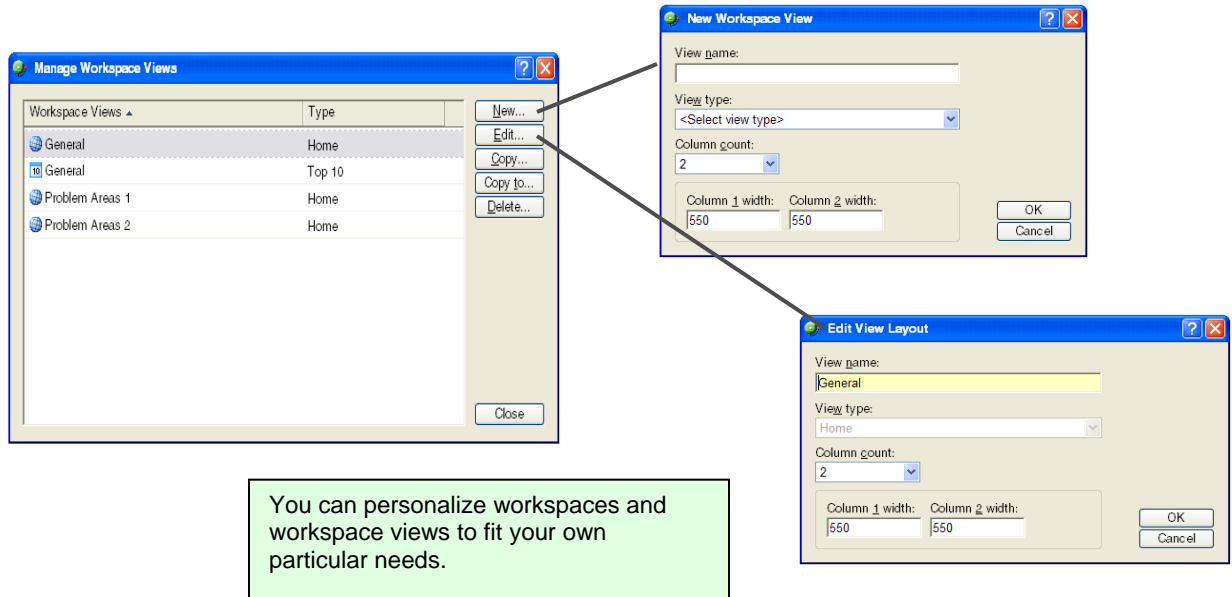 Manage Workspace Views
Workspace Views Type
General Home
General Top 10
Problem Areas 1 Home
Problem Areas 2 Home
New...
Edit...
Copy...
Copy to...
Delete...
Close
New Workspace View
View name:
View type:
<Select view type>
Column count:
2
Column 1 width: Column 2 width:
550 550
OK
Cancel
Edit View Layout
View name:
General
View type:
Home
Column count:
2
Column 1 width: Column 2 width:
550 550
OK
Cancel
You can personalize workspaces and
workspace views to fit your own
particular needs.